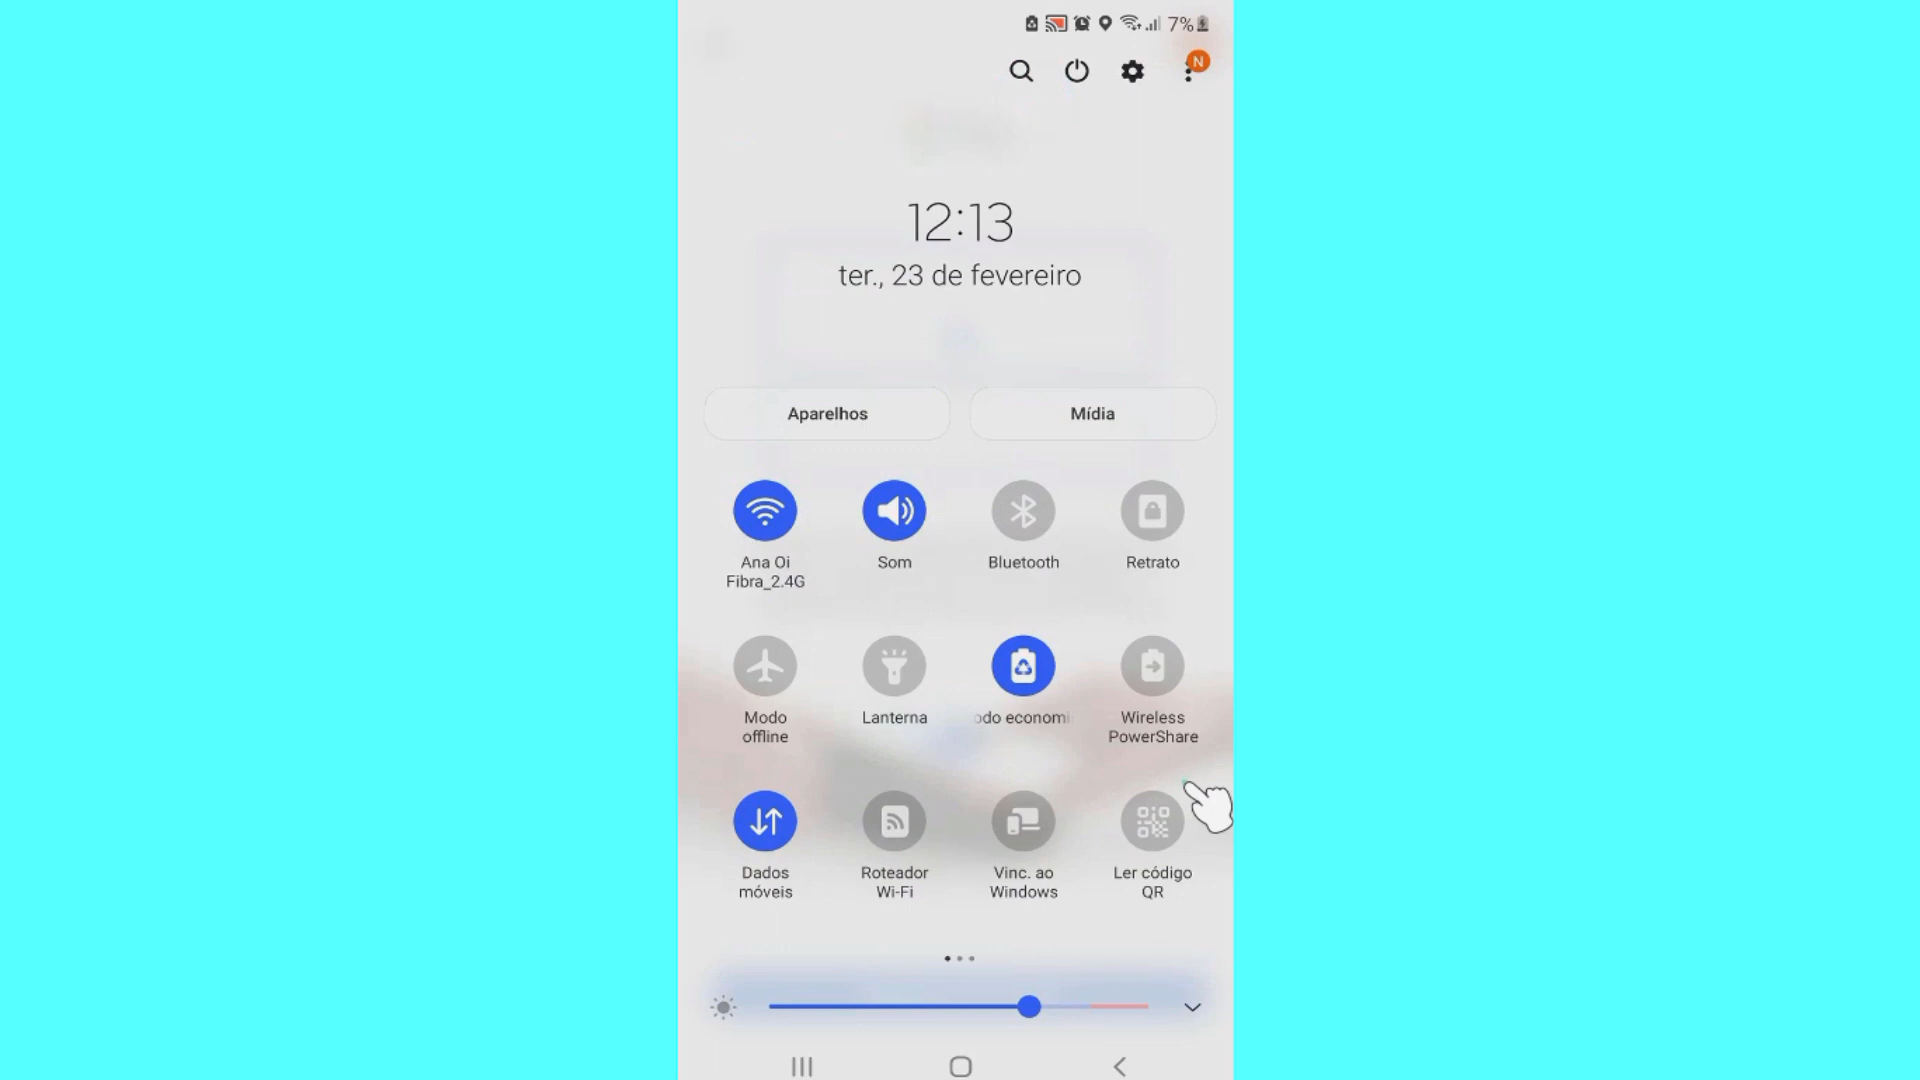 7%
N
12:13
ter., 23 de fevereiro
Aparelhos
Mídia
Ana Oi
Fibra_2.4G
Som
Bluetooth
Retrato
Modo
offline
Lanterna
odo economi
Wireless
PowerShare
Dados
móveis
Roteador
Wi-Fi
Vinc. ao
Windows
Ler código
QR